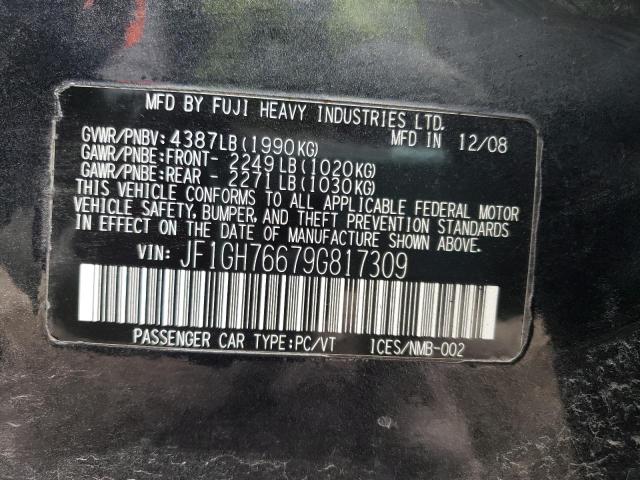 MFD BY FUJI HEAVY INDUSTRIES LTD.
GVWR/PNBV: 4387LB (1990KG) MFD IN 12/08
GAWR/PNBE:FRONT- 2249LB (1020KG)
GAWR/PNBE:REAR - 2271LB (1030KG)
THIS VEHICLE CONFORMS TO ALL APPLICABLE FEDERAL MOTOR
VEHICLE SAFETY, BUMPER, AND THEFT PREVENTION STANDARDS
IN EFFECT ON THE DATE OF MANUFACTURE SHOWN ABOVE.
VIN: JF1GH76679G817309
PASSENGER CAR TYPE:PC/VT 1CES/NMB-002